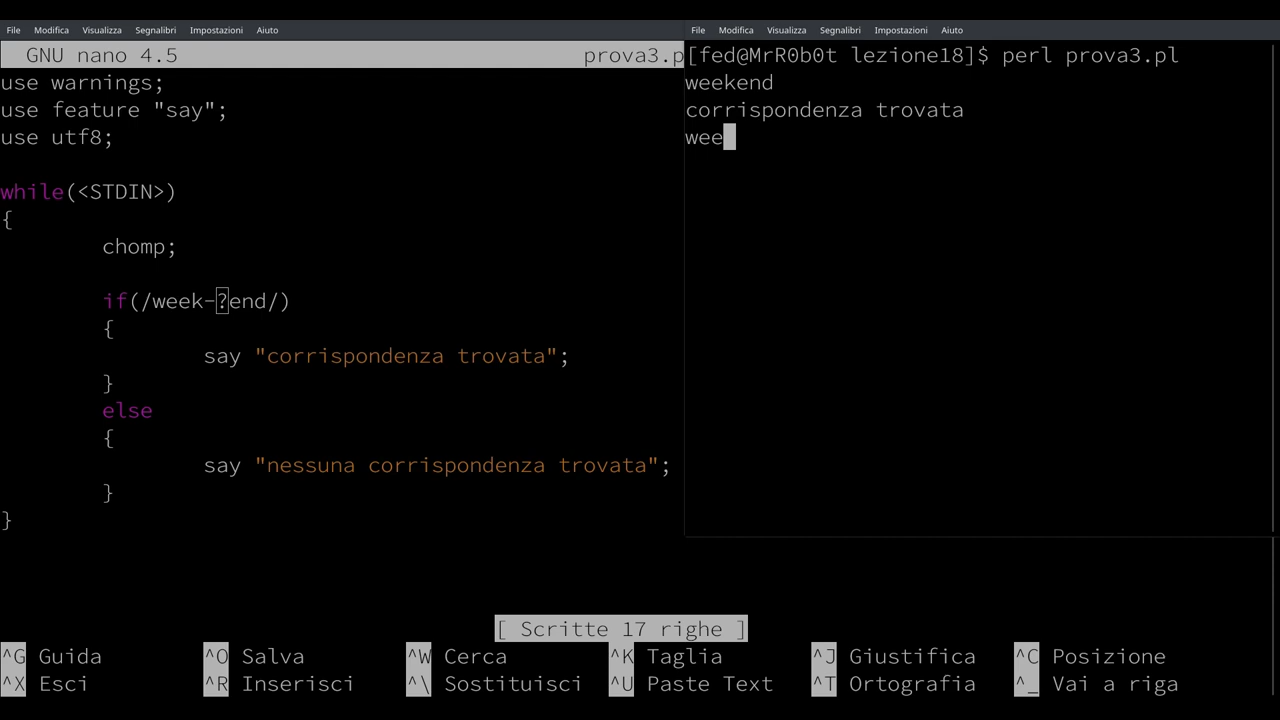 File Modifica Visualizza Segnalibri Impostazioni Aiuto
GNU nano 4.5 prova3.p
use warnings;
use feature "say";
use utf8;
while(<STDIN>)
{
chomp;
if(/week-?end/)
{
say "corrispondenza trovata";
}
else
{
say "nessuna corrispondenza trovata";
}
}
[ Scritte 17 righe ]
^G Guida ^O Salva ^W Cerca ^K Taglia ^J Giustifica ^C Posizione
^X Esci ^R Inserisci ^\ Sostituisci ^U Paste Text ^T Ortografia ^_ Vai a riga
File Modifica Visualizza Segnalibri Impostazioni Aiuto
[fed@MrR0b0t lezione18]$ perl prova3.pl
weekend
corrispondenza trovata
wee